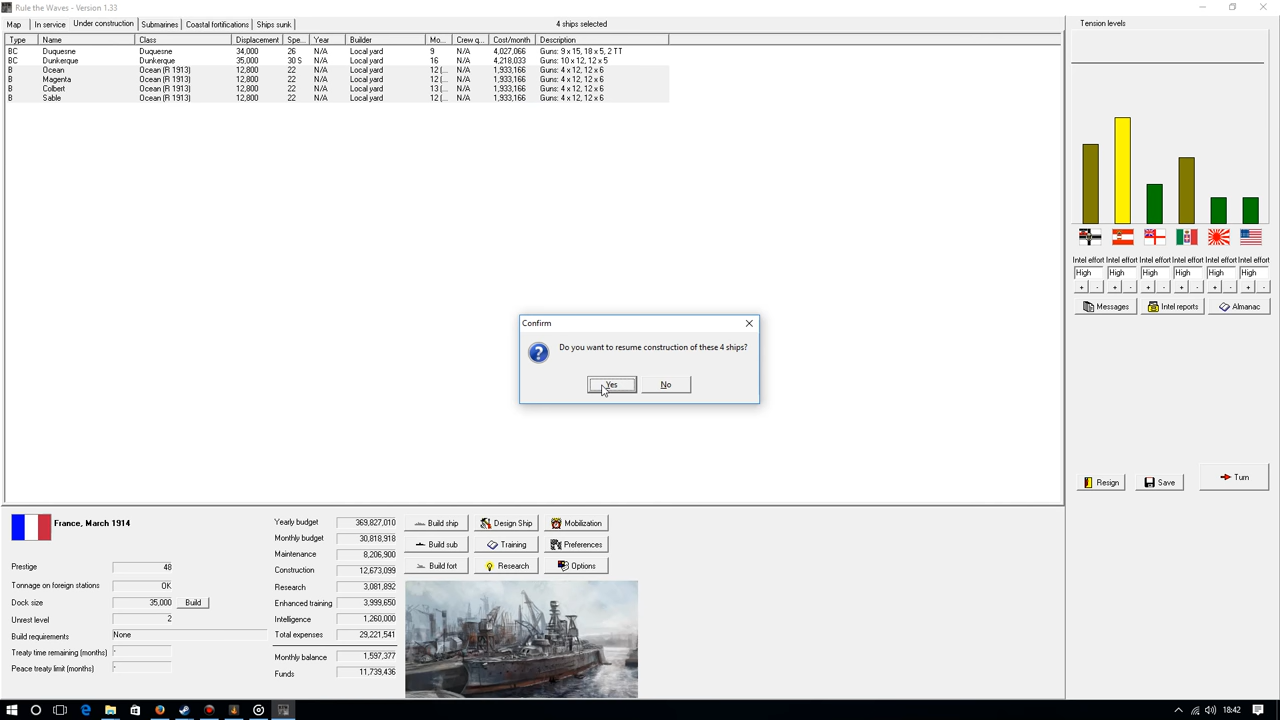 Rule the Waves - Version 1.33
Map In service Under construction Submarines Coastal fortifications Ships sunk 4 ships selected
Type Name Class Displacement Spe... Year Builder Mo... Crew q... Cost/month Description
BC Duquesne Duquesne 34,000 26 N/A Local yard 9 N/A 4,027,066 Guns: 9 x 15, 18 x 5, 2 TT
BC Dunkerque Dunkerque 35,000 30 S N/A Local yard 16 N/A 4,218,033 Guns: 10 x 12, 12 x 5
B Ocean Ocean (R 1913) 12,800 22 N/A Local yard 12 (... N/A 1,933,166 Guns: 4 x 12, 12 x 6
B Magenta Ocean (R 1913) 12,800 22 N/A Local yard 12 (... N/A 1,933,166 Guns: 4 x 12, 12 x 6
B Colbert Ocean (R 1913) 12,800 22 N/A Local yard 13 (... N/A 1,933,166 Guns: 4 x 12, 12 x 6
B Sable Ocean (R 1913) 12,800 22 N/A Local yard 12 (... N/A 1,933,166 Guns: 4 x 12, 12 x 6
Tension levels
Intel effort Intel effort Intel effort Intel effort Intel effort Intel effort
High High High High High High
+ - + - + - + - + - + -
Messages Intel reports Almanac
Confirm
Do you want to resume construction of these 4 ships?
Yes No
Resign Save Turn
France, March 1914
Prestige 48
Tonnage on foreign stations OK
Dock size 35,000 Build
Unrest level 2
Build requirements None
Treaty time remaining (months) -
Peace treaty limit (months) -
Yearly budget 369,827,010
Monthly budget 30,818,918
Maintenance 8,206,900
Construction 12,673,099
Research 3,081,892
Enhanced training 3,999,650
Intelligence 1,260,000
Total expenses 29,221,541
Monthly balance 1,597,377
Funds 11,739,436
Build ship Design Ship Mobilization
Build sub Training Preferences
Build fort Research Options
18:42